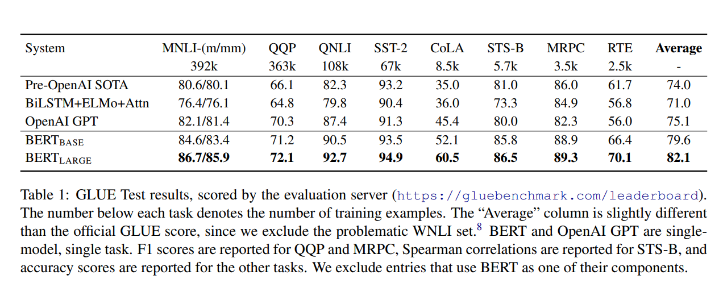 System MNLI-(m/mm) QQP QNLI SST-2 CoLA STS-B MRPC RTE Average
392k 363k 108k 67k 8.5k 5.7k 3.5k 2.5k -
Pre-OpenAI SOTA 80.6/80.1 66.1 82.3 93.2 35.0 81.0 86.0 61.7 74.0
BiLSTM+ELMo+Attn 76.4/76.1 64.8 79.8 90.4 36.0 73.3 84.9 56.8 71.0
OpenAI GPT 82.1/81.4 70.3 87.4 91.3 45.4 80.0 82.3 56.0 75.1
BERTBASE 84.6/83.4 71.2 90.5 93.5 52.1 85.8 88.9 66.4 79.6
BERTLARGE 86.7/85.9 72.1 92.7 94.9 60.5 86.5 89.3 70.1 82.1
Table 1: GLUE Test results, scored by the evaluation server (https://gluebenchmark.com/leaderboard).
The number below each task denotes the number of training examples. The “Average” column is slightly different
than the official GLUE score, since we exclude the problematic WNLI set.8 BERT and OpenAI GPT are single-
model, single task. F1 scores are reported for QQP and MRPC, Spearman correlations are reported for STS-B, and
accuracy scores are reported for the other tasks. We exclude entries that use BERT as one of their components.